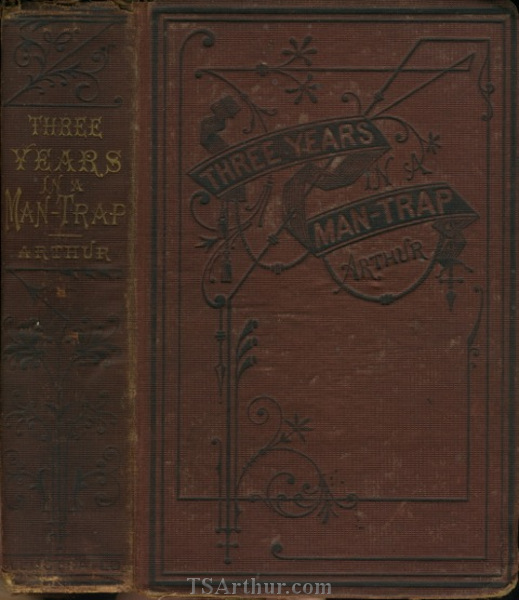 THREE
YEARS
IN A
MAN-TRAP
ARTHUR
THREE YEARS
IN A
MAN-TRAP
ARTHUR
TSArthur.com